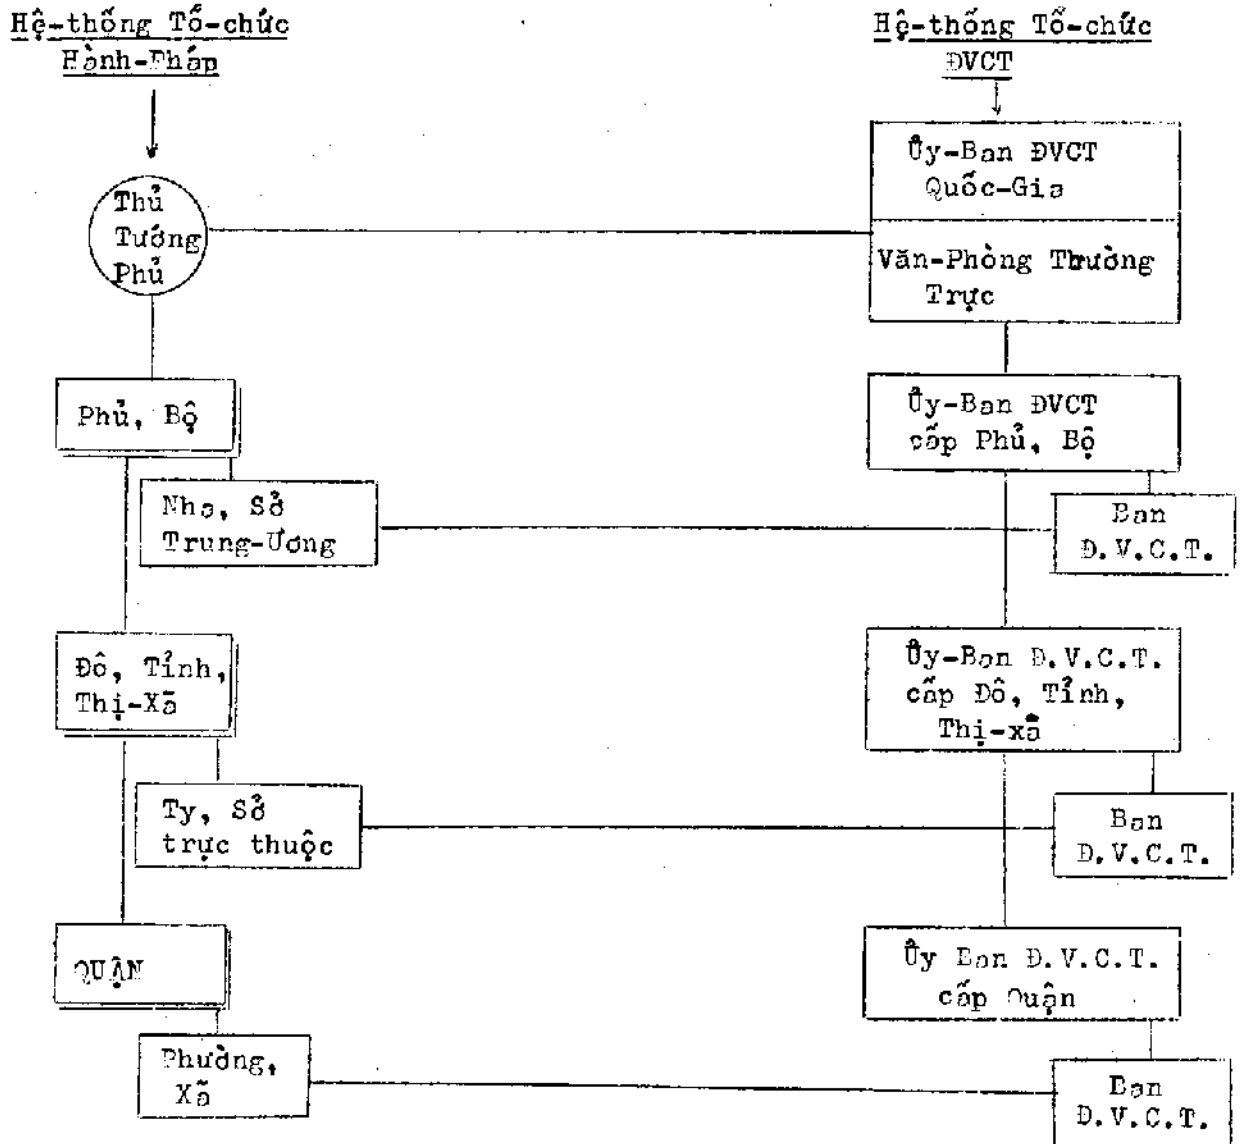 Hệ-thống Tổ-chức
Hành-Pháp
Hệ-thống Tổ-chức
ĐVCT
Ủy-Ban ĐVCT
Quốc-Gia
Thủ
Tướng
Phủ
Văn-Phòng Thường
Trực
Phủ, Bộ
Ủy-Ban ĐVCT
cấp Phủ, Bộ
Nha, Sở
Trung-Ương
Ban
Đ.V.C.T.
Đô, Tỉnh,
Thị-Xã
Ủy-Ban Đ.V.C.T.
cấp Đô, Tỉnh,
Thị-xã
Ty, Sở
trực thuộc
Ban
Đ.V.C.T.
QUẬN
Ủy Ban Đ.V.C.T.
cấp Quận
Phường,
Xã
Ban
Đ.V.C.T.